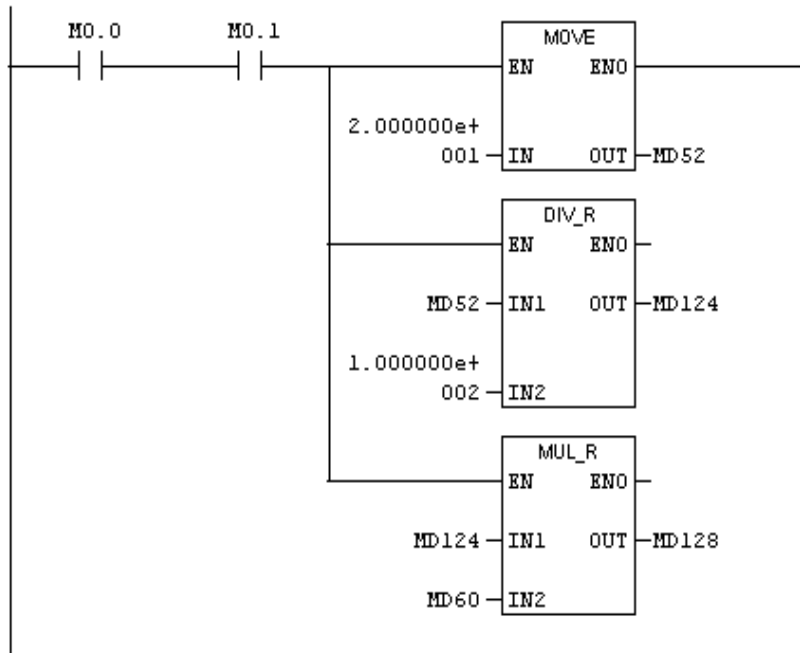 M0.0 M0.1
MOVE
EN ENO
2.000000e+
001 IN OUT MD52
DIV_R
EN ENO
MD52 IN1 OUT MD124
1.000000e+
002 IN2
MUL_R
EN ENO
MD124 IN1 OUT MD128
MD60 IN2